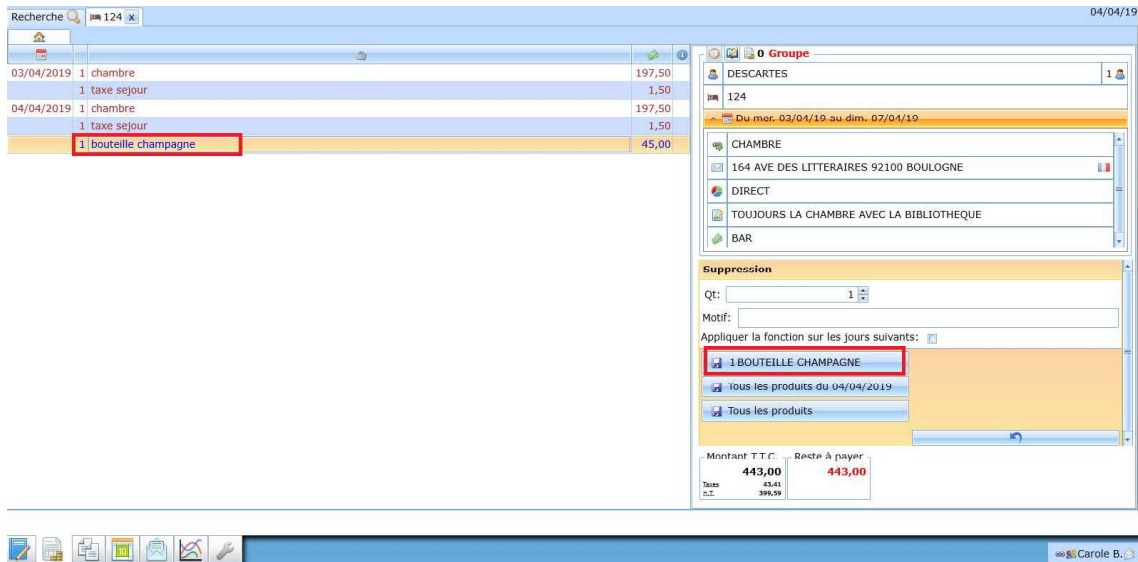 Recherche 124 x 04/04/19
03/04/2019 1 chambre 197,50
1 taxe sejour 1,50
04/04/2019 1 chambre 197,50
1 taxe sejour 1,50
1 bouteille champagne 45,00
0 Groupe
DESCARTES 1
124
Du mer. 03/04/19 au dim. 07/04/19
CHAMBRE
164 AVE DES LITTERAIRES 92100 BOULOGNE
DIRECT
TOUJOURS LA CHAMBRE AVEC LA BIBLIOTHEQUE
BAR
Suppression
Qt: 1
Motif:
Appliquer la fonction sur les jours suivants:
1 BOUTEILLE CHAMPAGNE
Tous les produits du 04/04/2019
Tous les produits
Montant T.T.C. Reste à payer
443,00 443,00
Taxes 43,41
H.T. 399,59
10
Carole B.